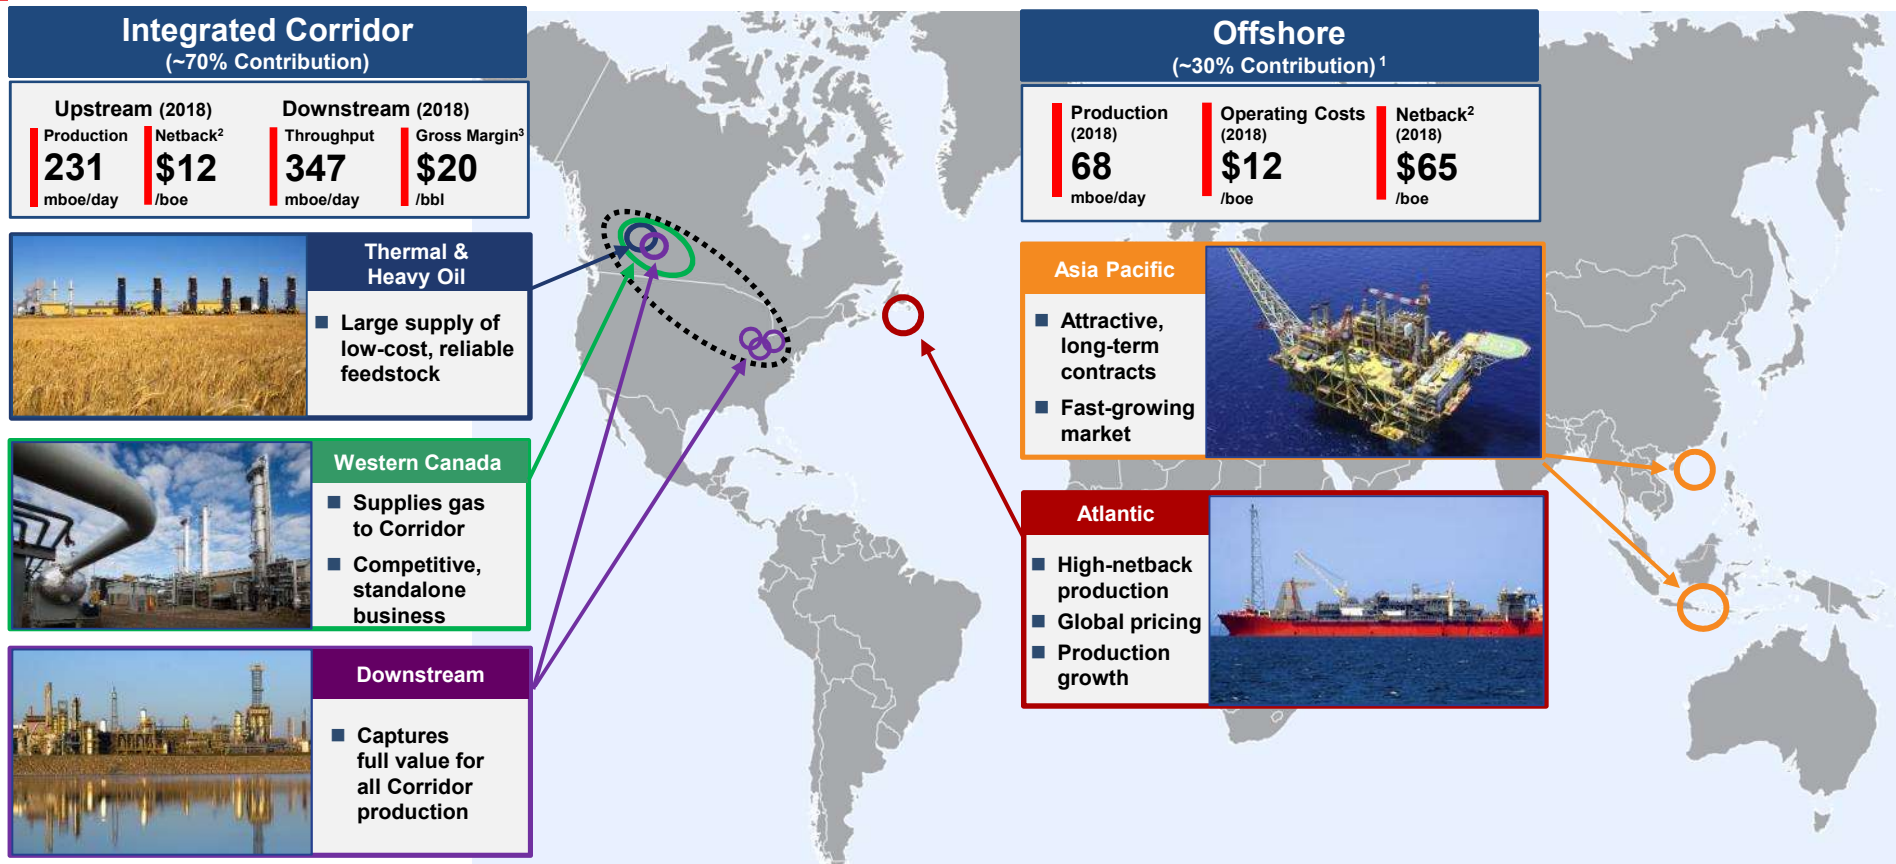 Integrated Corridor
(~70% Contribution)
Upstream (2018)
Downstream (2018)
Production
231
mboe/day
Netback2
$12
/boe
Throughput
347
mboe/day
Gross Margin3
$20
/bbl
Thermal &
Heavy Oil
Large supply of
low-cost, reliable
feedstock
Western Canada
Supplies gas
to Corridor
Competitive,
standalone
business
Downstream
Captures
full value for
all Corridor
production
Offshore
(~30% Contribution) 1
Production
(2018)
68
mboe/day
Operating Costs
(2018)
$12
/boe
Netback2
(2018)
$65
/boe
Asia Pacific
Attractive,
long-term
contracts
Fast-growing
market
Atlantic
High-netback
production
Global pricing
Production
growth